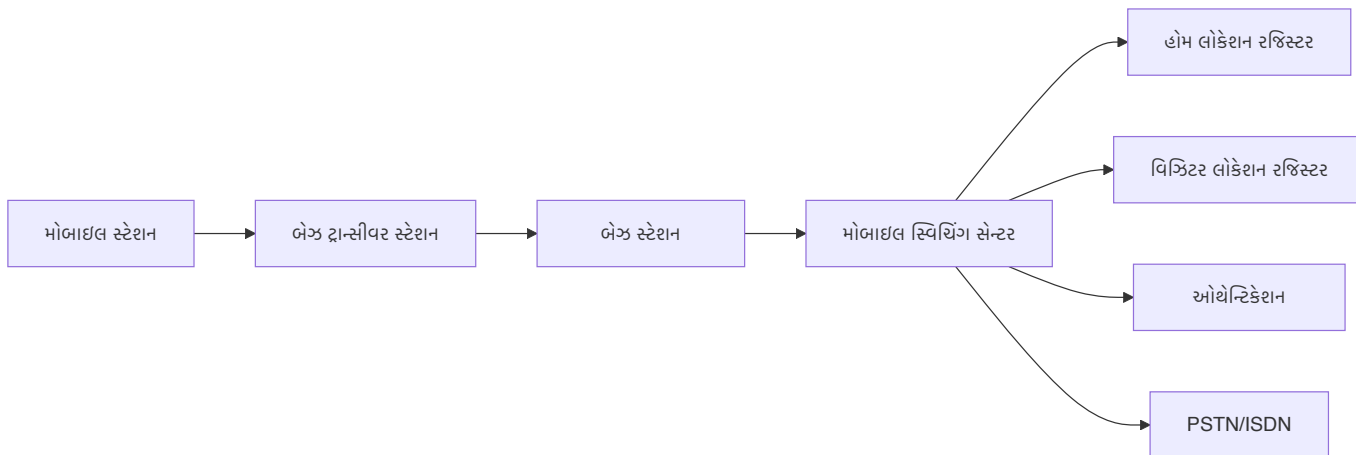 હોમ લોકેશન રજિસ્ટર
વિઝિટર લોકેશન રજિસ્ટર
મોબાઇલ સ્ટેશન
બેઝ ટ્રાન્સીવર સ્ટેશન
બેઝ સ્ટેશન
મોબાઇલ સ્વિચિંગ સેન્ટર
ઓથેન્ટિકેશન
PSTN/ISDN